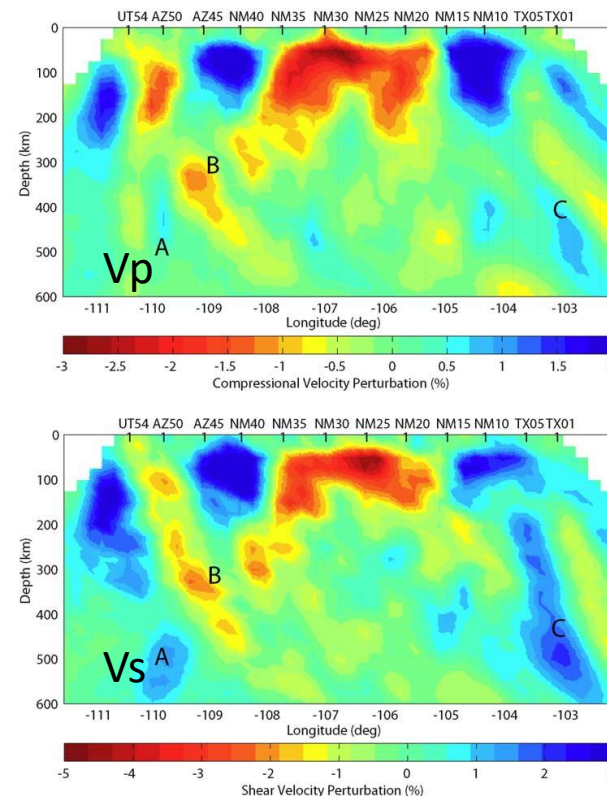 UT54 AZ50 AZ45 NM40 NM35 NM30 NM25 NM20 NM15 NM10 TX05 TX01
0
100
200
300
400
500
600
Depth (km)
B
A
C
Vp
-111 -110 -109 -108 -107 -106 -105 -104 -103
Longitude (deg)
-3 -2.5 -2 -1.5 -1 -0.5 0 0.5 1 1.5
Compressional Velocity Perturbation (%)
UT54 AZ50 AZ45 NM40 NM35 NM30 NM25 NM20 NM15 NM10 TX05 TX01
0
100
200
300
400
500
600
Depth (km)
B
A
C
Vs
-111 -110 -109 -108 -107 -106 -105 -104 -103
Longitude (deg)
-5 -4 -3 -2 -1 0 1 2
Shear Velocity Perturbation (%)